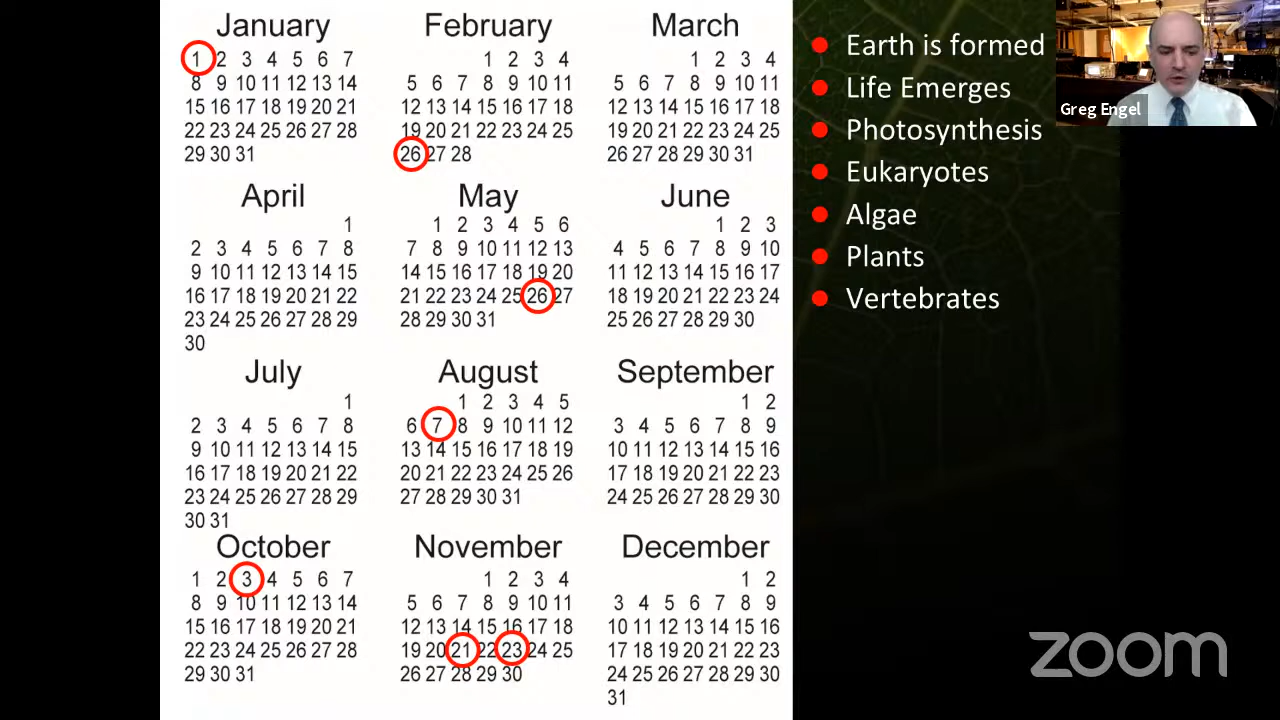 January
1 2 3 4 5 6 7
8 9 10 11 12 13 14
15 16 17 18 19 20 21
22 23 24 25 26 27 28
29 30 31
February
1 2 3 4
5 6 7 8 9 10 11
12 13 14 15 16 17 18
19 20 21 22 23 24 25
26 27 28
March
1 2 3 4
5 6 7 8 9 10 11
12 13 14 15 16 17 18
19 20 21 22 23 24 25
26 27 28 29 30 31
April
1
2 3 4 5 6 7 8
9 10 11 12 13 14 15
16 17 18 19 20 21 22
23 24 25 26 27 28 29
30
May
1 2 3 4 5 6
7 8 9 10 11 12 13
14 15 16 17 18 19 20
21 22 23 24 25 26 27
28 29 30 31
June
1 2 3
4 5 6 7 8 9 10
11 12 13 14 15 16 17
18 19 20 21 22 23 24
25 26 27 28 29 30
July
1
2 3 4 5 6 7 8
9 10 11 12 13 14 15
16 17 18 19 20 21 22
23 24 25 26 27 28 29
30 31
August
1 2 3 4 5
6 7 8 9 10 11 12
13 14 15 16 17 18 19
20 21 22 23 24 25 26
27 28 29 30 31
September
1 2
3 4 5 6 7 8 9
10 11 12 13 14 15 16
17 18 19 20 21 22 23
24 25 26 27 28 29 30
October
1 2 3 4 5 6 7
8 9 10 11 12 13 14
15 16 17 18 19 20 21
22 23 24 25 26 27 28
29 30 31
November
1 2 3 4
5 6 7 8 9 10 11
12 13 14 15 16 17 18
19 20 21 22 23 24 25
26 27 28 29 30
December
1 2
3 4 5 6 7 8 9
10 11 12 13 14 15 16
17 18 19 20 21 22 23
24 25 26 27 28 29 30
31
Earth is formed
Life Emerges
Photosynthesis
Eukaryotes
Algae
Plants
Vertebrates
Greg Engel
zoom